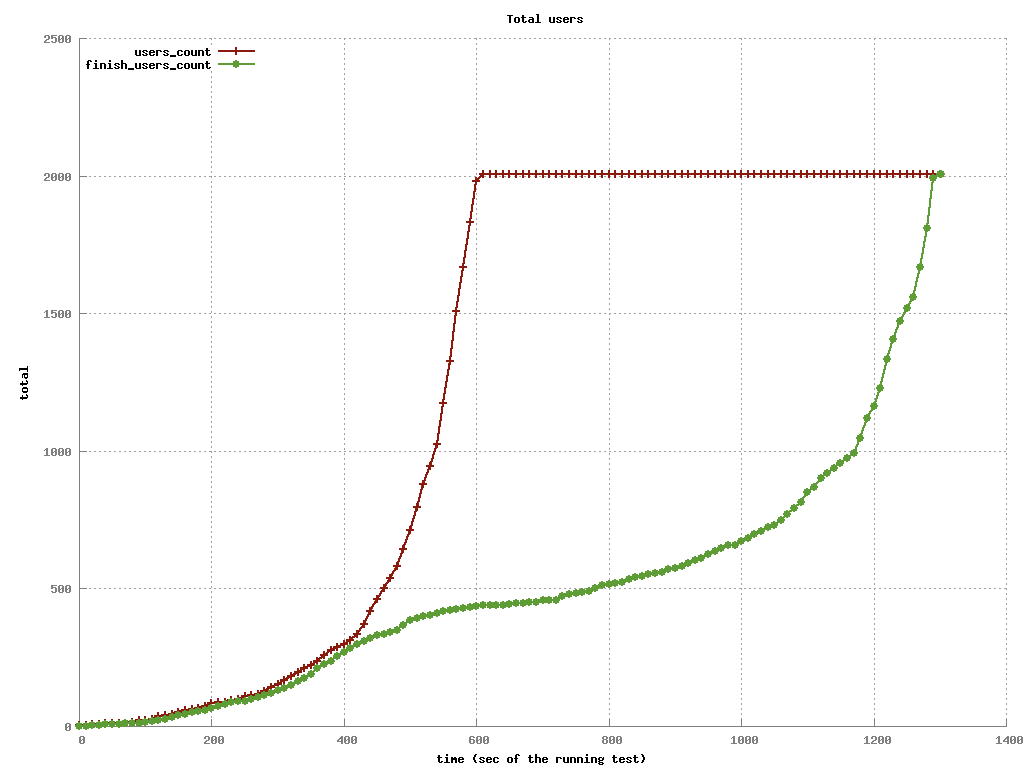 Total users
users_count
finish_users_count
2500
2000
1500
1000
500
0
total
0 200 400 600 800 1000 1200 1400
time (sec of the running test)